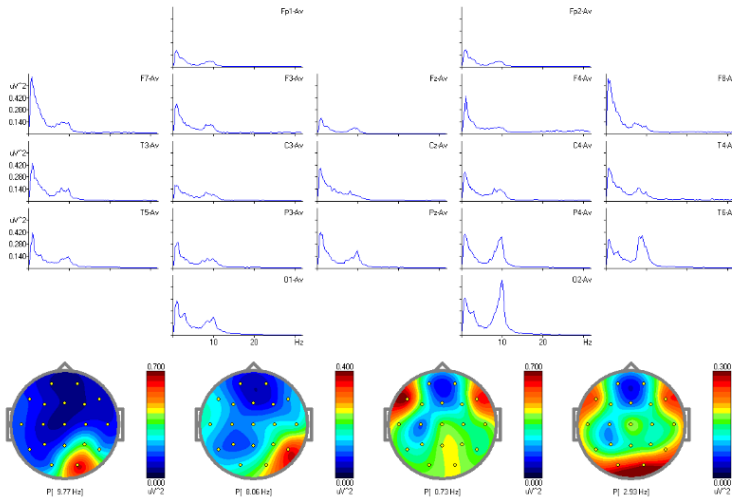 Fp1-Av Fp2-Av
uV^2 F7-Av F3-Av Fz-Av F4-Av F8-A
0.420
0.280
0.140
uV^2 T3-Av C3-Av Cz-Av C4-Av T4-A
0.420
0.280
0.140
uV^2 T5-Av P3-Av Pz-Av P4-Av T6-A
0.420
0.280
0.140
O1-Av O2-Av
10 20 Hz 10 20 30 Hz
0.700 0.400 0.700 0.300
0.000 0.000 0.000 0.000
P[ 9.77 Hz] uV^2 P[ 8.06 Hz] uV^2 P[ 0.73 Hz] uV^2 P[ 2.93 Hz] uV^2